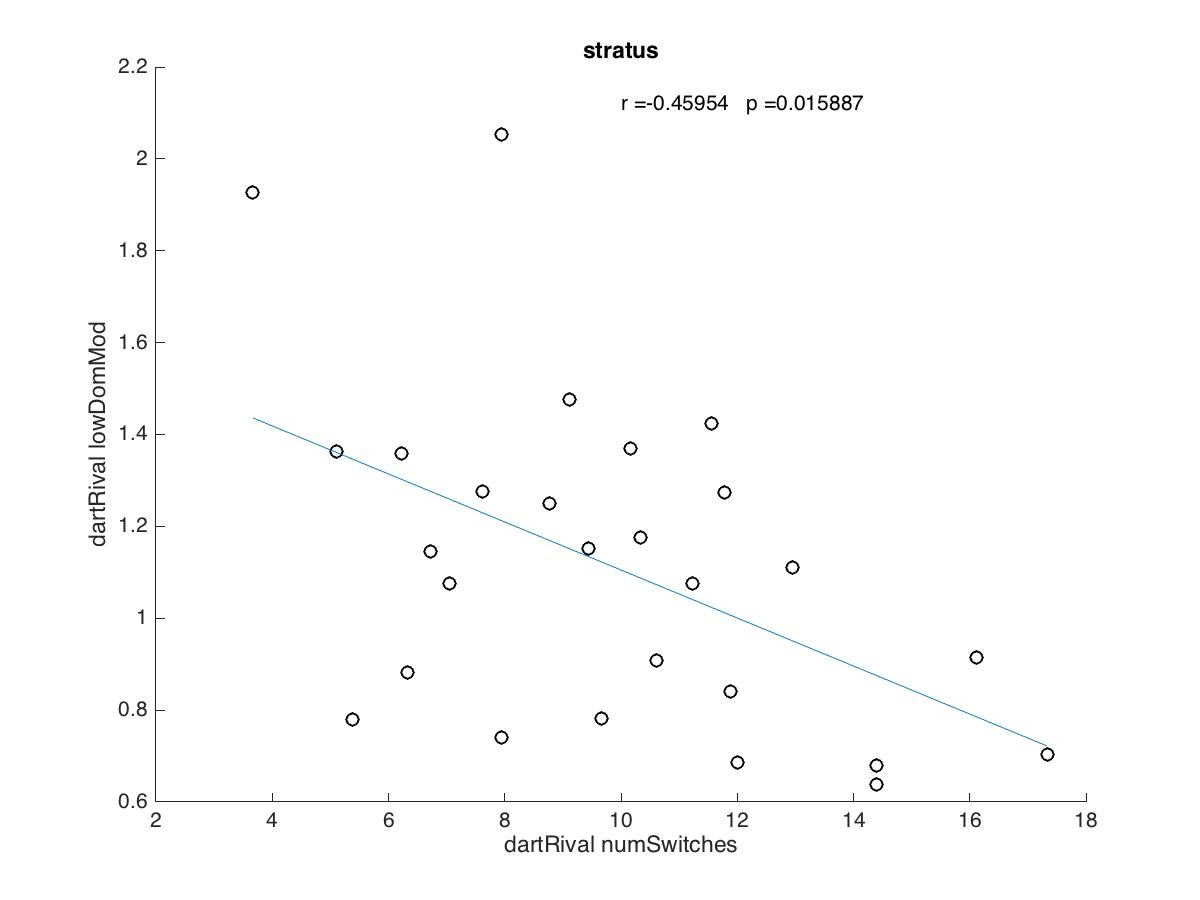 stratus
r =-0.45954 p =0.015887
2.2
2
1.8
1.6
1.4
1.2
1
0.8
0.6
dartRival lowDomMod
2 4 6 8 10 12 14 16 18
dartRival numSwitches